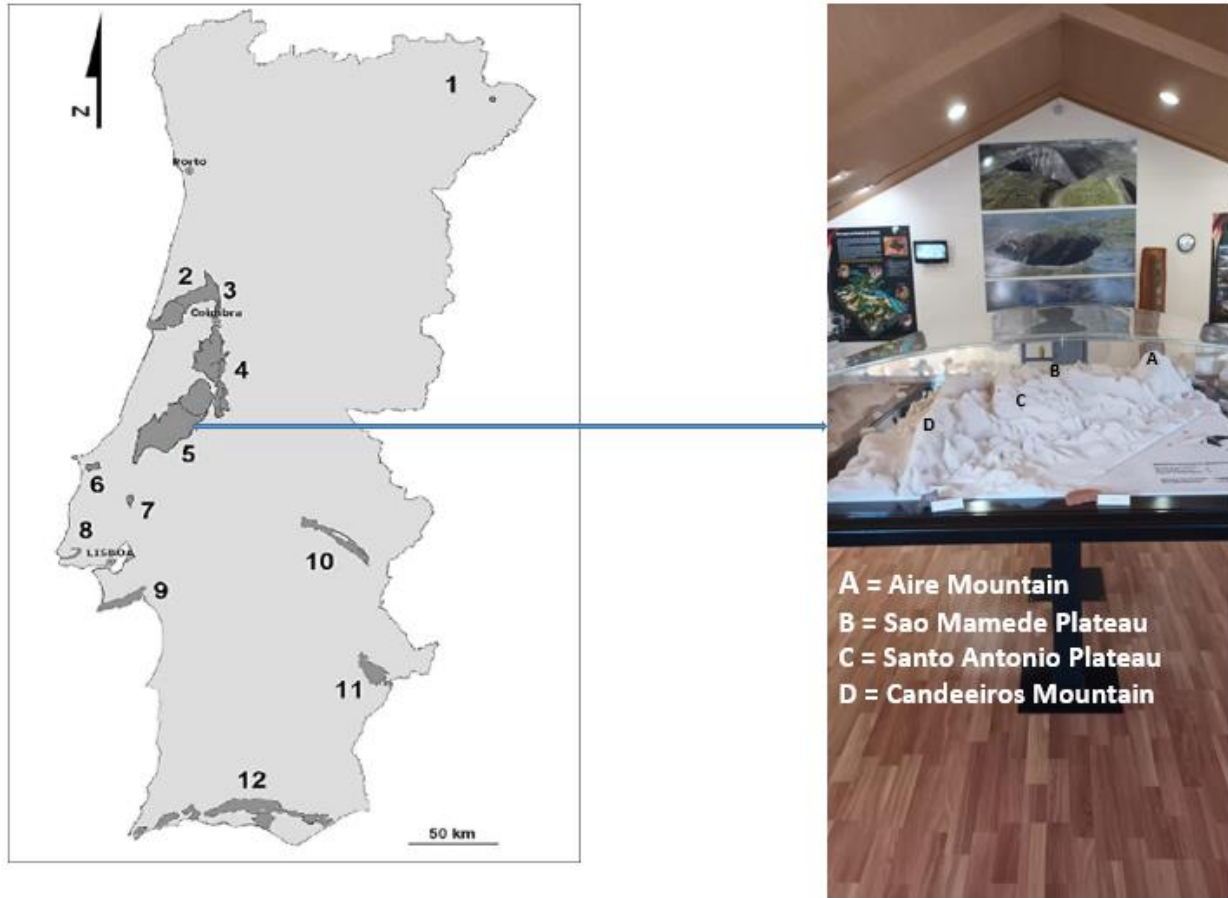 N
1
Porto
2
3
Coimbra
4
5
6
7
8
LISBOA
9
10
11
12
50 km
A
B
C
D
A = Aire Mountain
B = Sao Mamede Plateau
C = Santo Antonio Plateau
D = Candeeiros Mountain